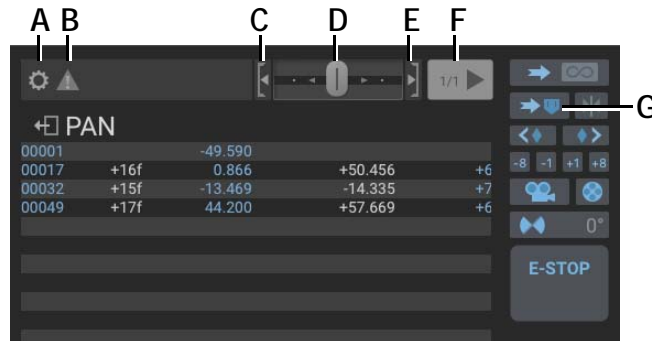 A B C D E F
1/1
G
PAN
00001 -49.590
00017 +16f 0.866 +50.456 +6
-8 -1 +1 +8
00032 +15f -13.469 -14.335 +7
00049 +17f 44.200 +57.669 +6
0°
E-STOP